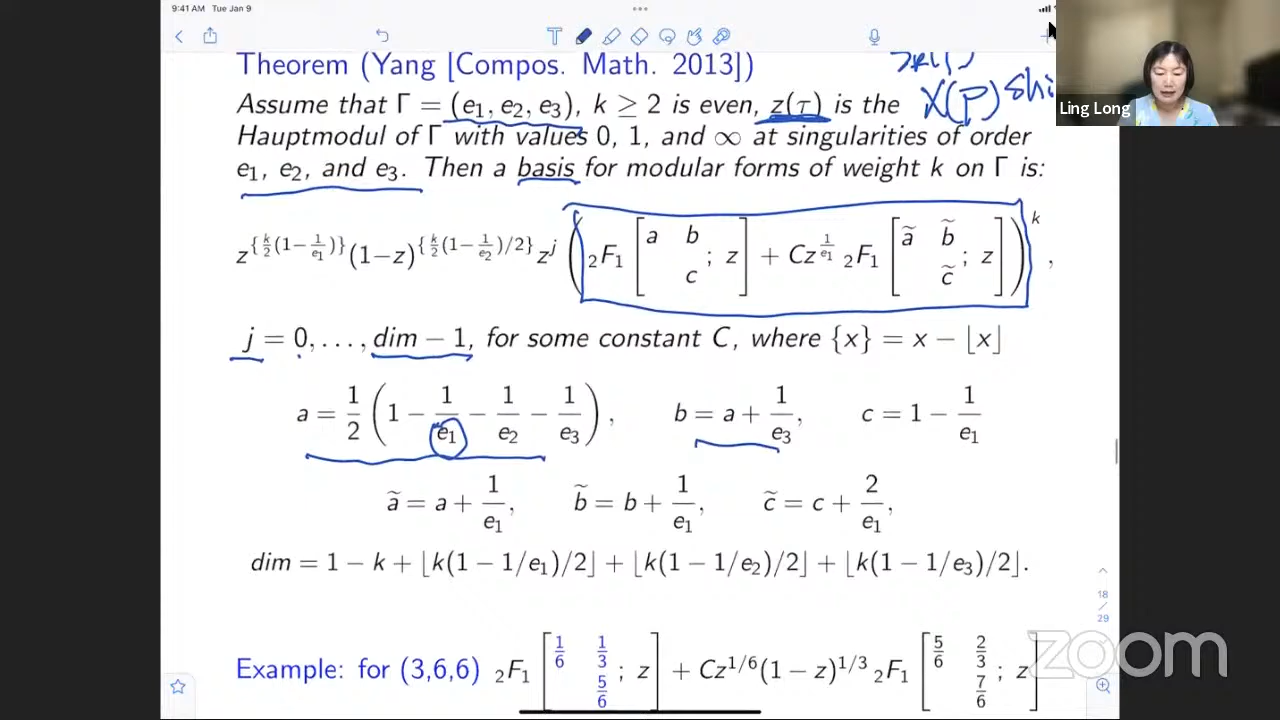 9:41 AM Tue Jan 9
Theorem (Yang [Compos. Math. 2013])
X(P) shi
Ling Long
Assume that Γ = (e₁, e₂, e₃), k ≥ 2 is even, z(τ) is the
Hauptmodul of Γ with values 0, 1, and ∞ at singularities of order
e₁, e₂, and e₃. Then a basis for modular forms of weight k on Γ is:
z^{{k/2(1−1/e₁)}}(1−z)^{{k/2(1−1/e₂)/2}}z^j (₂F₁ [a b c ; z] + Cz^{1/e₁} ₂F₁ [ã b̃ c̃ ; z])^k,
j = 0, . . . , dim − 1, for some constant C, where {x} = x − ⌊x⌋
a = 1/2 (1 − 1/e₁ − 1/e₂ − 1/e₃), b = a + 1/e₃, c = 1 − 1/e₁
ã = a + 1/e₁, b̃ = b + 1/e₁, c̃ = c + 2/e₁,
dim = 1 − k + ⌊k(1 − 1/e₁)/2⌋ + ⌊k(1 − 1/e₂)/2⌋ + ⌊k(1 − 1/e₃)/2⌋.
18
/
29
Example: for (3,6,6) ₂F₁ [1/6 1/3 5/6 ; z] + Cz^{1/6}(1 − z)^{1/3} ₂F₁ [5/6 2/3 7/6 ; z]
zoom